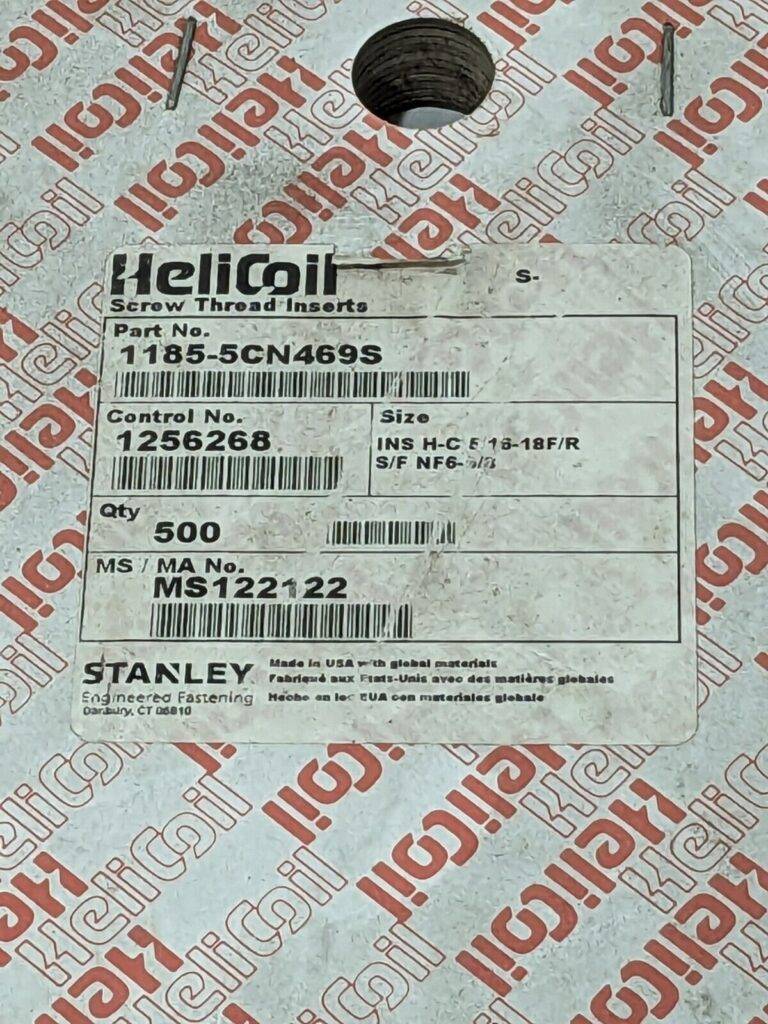 HeliCoil
S-
Screw Thread Inserts
Part No.
1185-5CN469S
Control No.
1256268
Size
INS H-C 5/16-18F/R
S/F NF6-
Qty
500
MS / MA No.
MS122122
STANLEY
Engineered Fastening
Danbury, CT 06810
Made in USA with global materials
Fabriqué aux Etats-Unis avec des matières globales
Hecho en los EUA con materiales globale